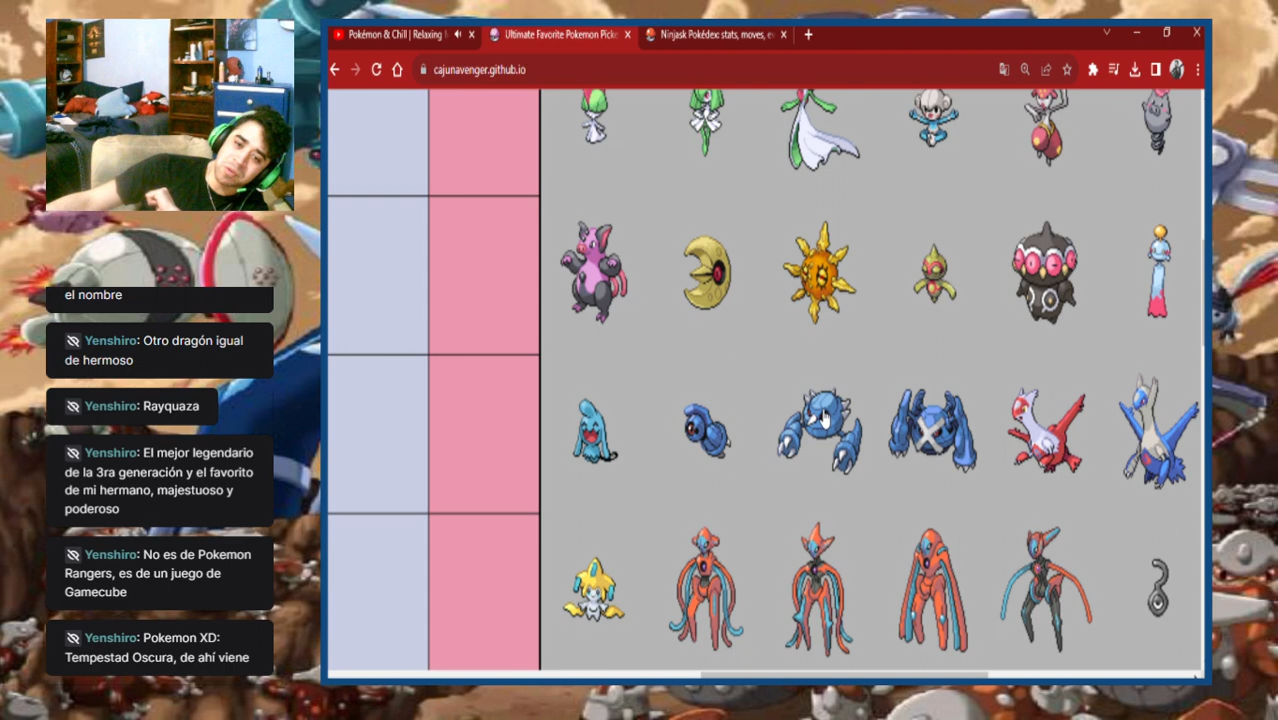 Pokémon & Chill | Relaxing
Ultimate Favorite Pokemon Picke
Ninjask Pokédex: stats, moves, e
cajunavenger.github.io
el nombre
Yenshiro: Otro dragón igual
de hermoso
Yenshiro: Rayquaza
Yenshiro: El mejor legendario
de la 3ra generación y el favorito
de mi hermano, majestuoso y
poderoso
Yenshiro: No es de Pokemon
Rangers, es de un juego de
Gamecube
Yenshiro: Pokemon XD:
Tempestad Oscura, de ahí viene